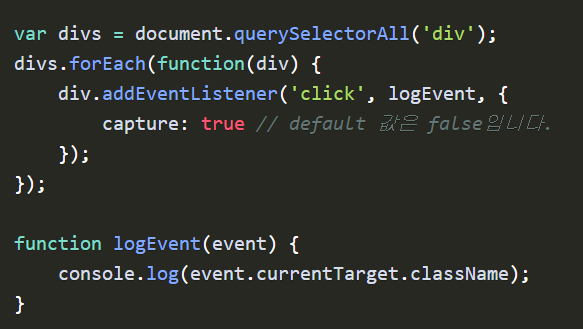 var divs = document.querySelectorAll('div');
divs.forEach(function(div) {
    div.addEventListener('click', logEvent, {
        capture: true // default 값은 false입니다.
    });
});

function logEvent(event) {
    console.log(event.currentTarget.className);
}